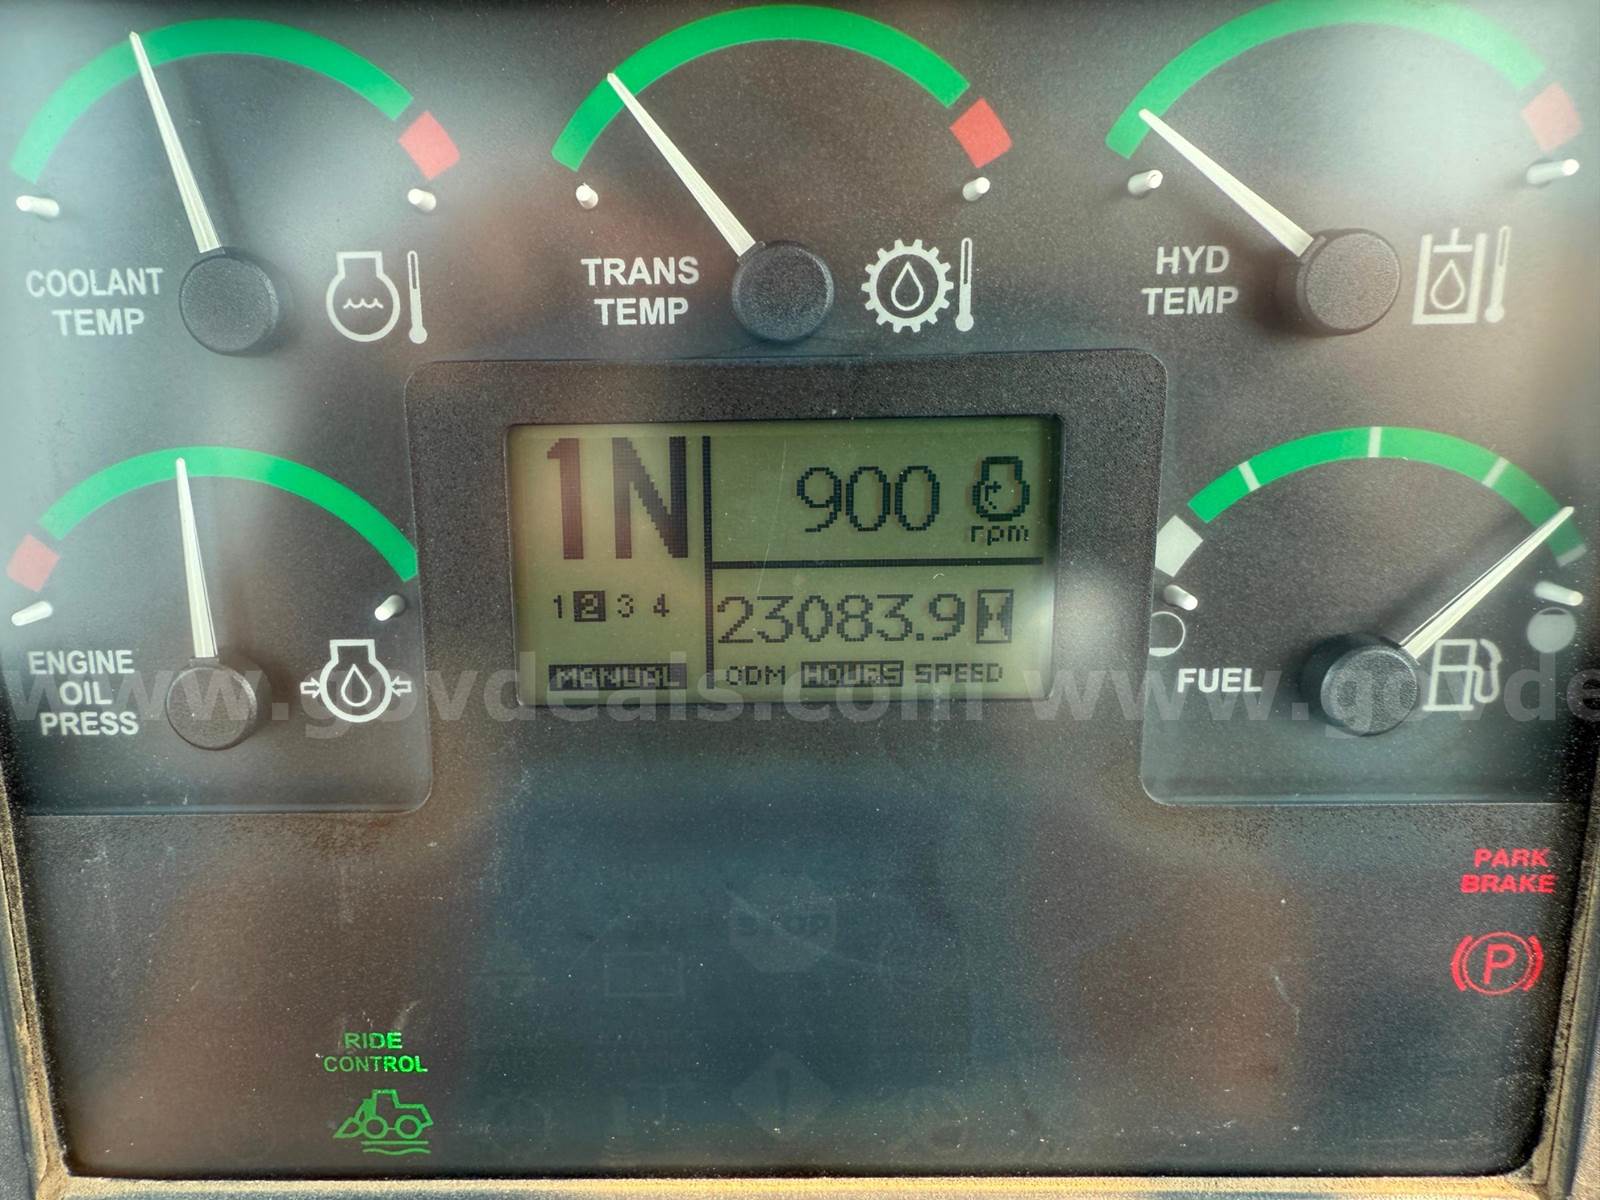 COOLANT
TEMP
TRANS
TEMP
HYD
TEMP
1N
900
rpm
1 2 3 4
23083.9
MANUAL
ODM HOURS SPEED
ENGINE
OIL
PRESS
FUEL
www.govdeals.com www.govde
STOP
PARK
BRAKE
P
RIDE
CONTROL